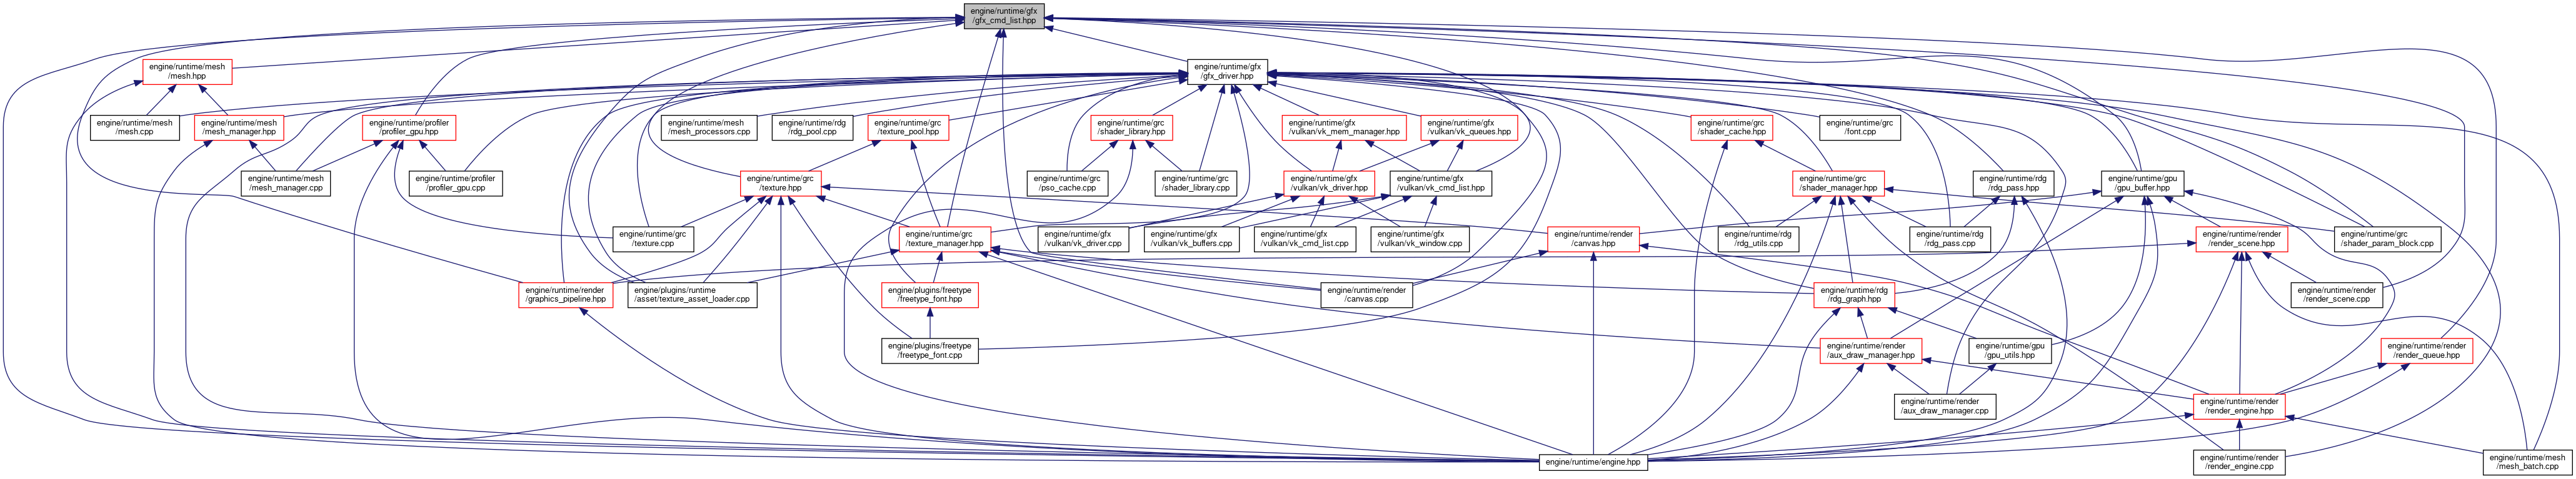 engine/runtime/gfx
/gfx_cmd_list.hpp
engine/runtime/mesh
/mesh.hpp
engine/runtime/gfx
/gfx_driver.hpp
engine/runtime/mesh
/mesh.cpp
engine/runtime/mesh
/mesh_manager.hpp
engine/runtime/profiler
/profiler_gpu.hpp
engine/runtime/mesh
/mesh_processors.cpp
engine/runtime/rdg
/rdg_pool.cpp
engine/runtime/grc
/texture_pool.hpp
engine/runtime/grc
/shader_library.hpp
engine/runtime/gfx
/vulkan/vk_mem_manager.hpp
engine/runtime/gfx
/vulkan/vk_queues.hpp
engine/runtime/grc
/shader_cache.hpp
engine/runtime/grc
/font.cpp
engine/runtime/mesh
/mesh_manager.cpp
engine/runtime/profiler
/profiler_gpu.cpp
engine/runtime/grc
/texture.hpp
engine/runtime/grc
/pso_cache.cpp
engine/runtime/grc
/shader_library.cpp
engine/runtime/gfx
/vulkan/vk_driver.hpp
engine/runtime/gfx
/vulkan/vk_cmd_list.hpp
engine/runtime/grc
/shader_manager.hpp
engine/runtime/rdg
/rdg_pass.hpp
engine/runtime/gpu
/gpu_buffer.hpp
engine/runtime/grc
/texture.cpp
engine/runtime/grc
/texture_manager.hpp
engine/runtime/gfx
/vulkan/vk_driver.cpp
engine/runtime/gfx
/vulkan/vk_buffers.cpp
engine/runtime/gfx
/vulkan/vk_cmd_list.cpp
engine/runtime/gfx
/vulkan/vk_window.cpp
engine/runtime/render
/canvas.hpp
engine/runtime/rdg
/rdg_utils.cpp
engine/runtime/rdg
/rdg_pass.cpp
engine/runtime/render
/render_scene.hpp
engine/runtime/grc
/shader_param_block.cpp
engine/runtime/render
/graphics_pipeline.hpp
engine/plugins/runtime
/asset/texture_asset_loader.cpp
engine/plugins/freetype
/freetype_font.hpp
engine/runtime/render
/canvas.cpp
engine/runtime/rdg
/rdg_graph.hpp
engine/runtime/render
/render_scene.cpp
engine/plugins/freetype
/freetype_font.cpp
engine/runtime/render
/aux_draw_manager.hpp
engine/runtime/gpu
/gpu_utils.hpp
engine/runtime/render
/render_queue.hpp
engine/runtime/render
/aux_draw_manager.cpp
engine/runtime/render
/render_engine.hpp
engine/runtime/engine.hpp
engine/runtime/render
/render_engine.cpp
engine/runtime/mesh
/mesh_batch.cpp